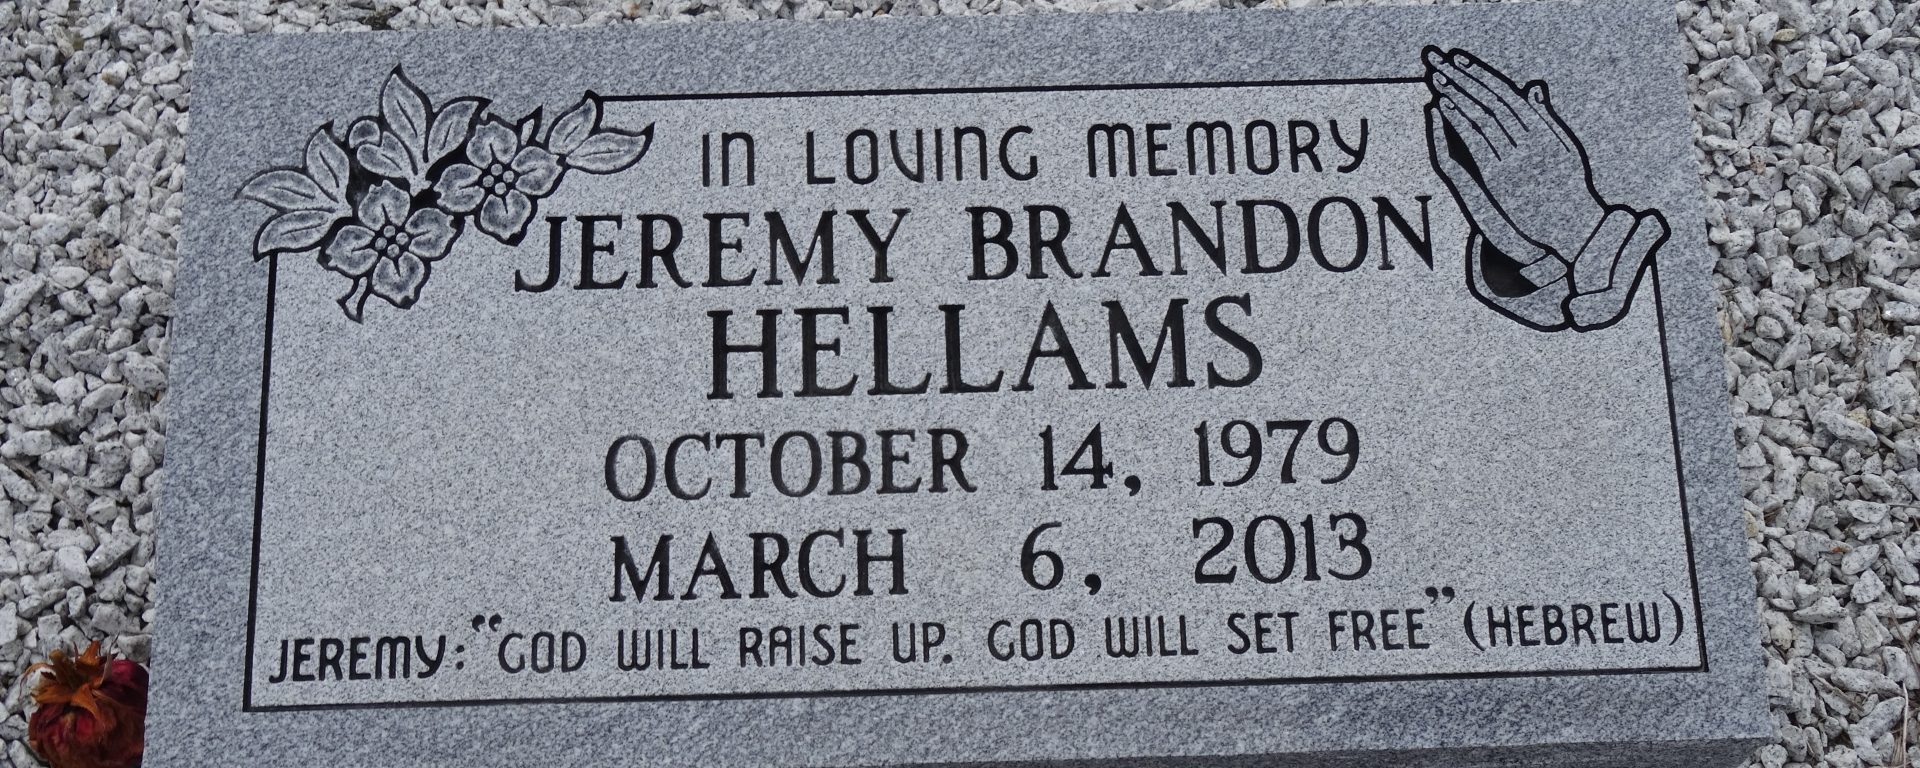 IN LOVING MEMORY
JEREMY BRANDON
HELLAMS
OCTOBER 14, 1979
MARCH 6, 2013
JEREMY: "GOD WILL RAISE UP. GOD WILL SET FREE" (HEBREW)